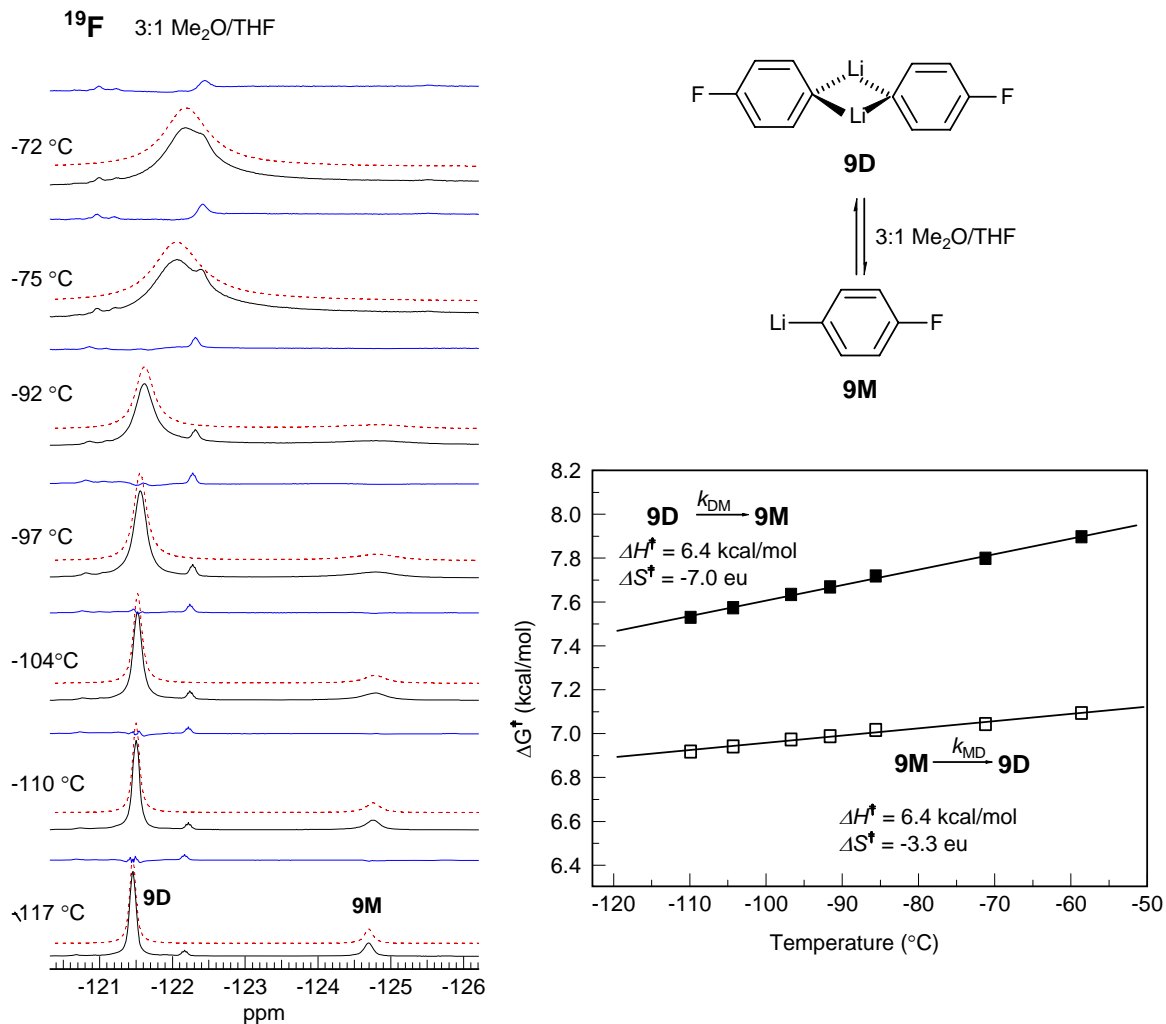 19F 3:1 Me2O/THF
-72 °C
-75 °C
-92 °C
-97 °C
-104°C
-110 °C
-117 °C
9D
9M
-121 -122 -123 -124 -125 -126
ppm
Li
F
F
Li
9D
3:1 Me2O/THF
Li
F
9M
8.2
8.0
7.8
7.6
7.4
7.2
7.0
6.8
6.6
6.4
ΔG‡ (kcal/mol)
9D kDM 9M
ΔH‡ = 6.4 kcal/mol
ΔS‡ = -7.0 eu
9M kMD 9D
ΔH‡ = 6.4 kcal/mol
ΔS‡ = -3.3 eu
-120 -110 -100 -90 -80 -70 -60 -50
Temperature (°C)